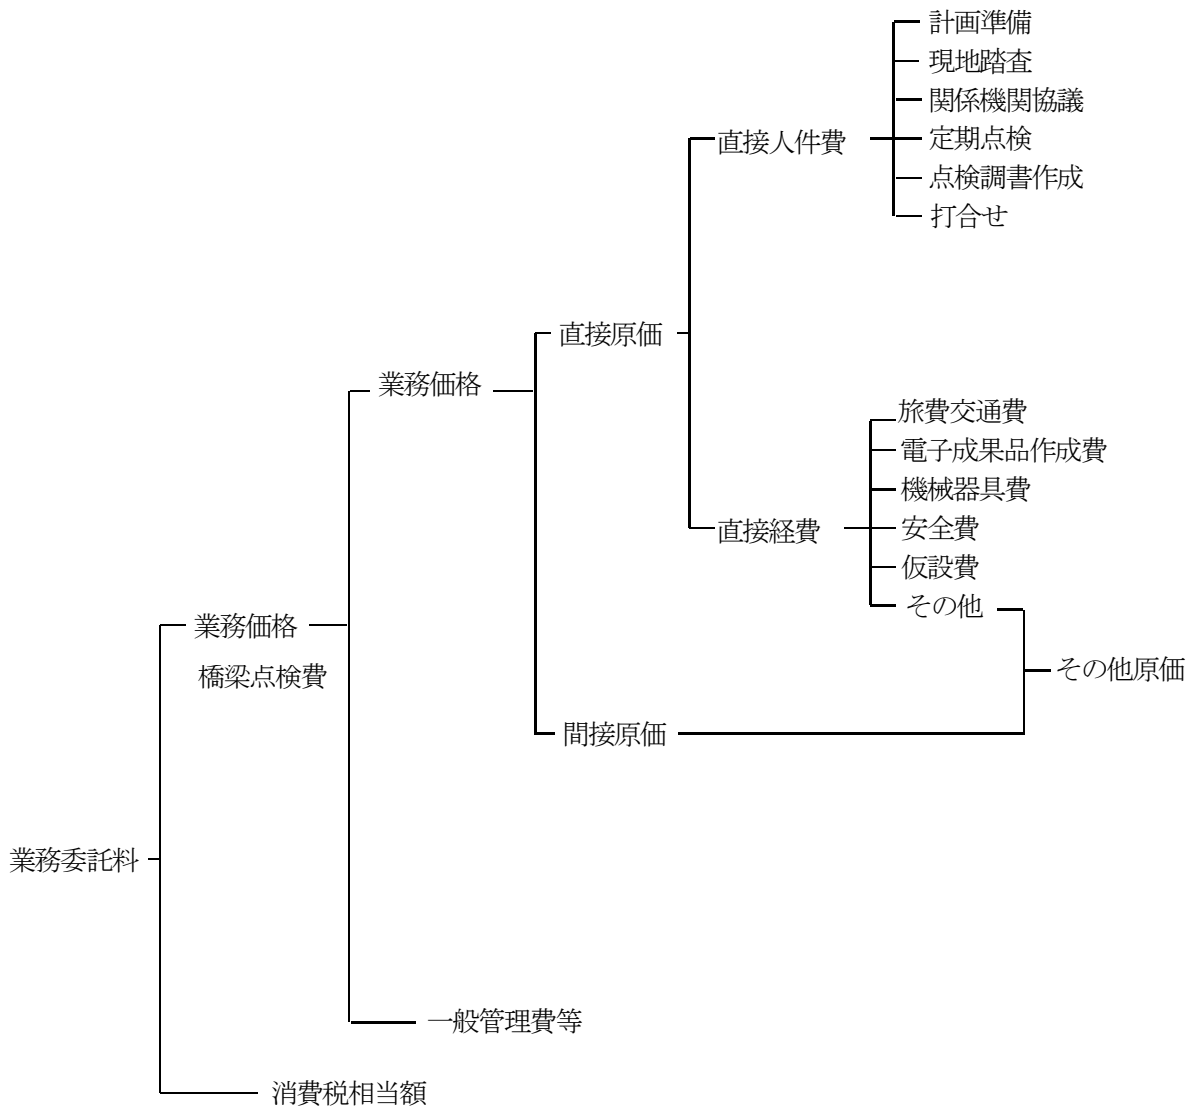 計画準備
現地踏査
関係機関協議
直接人件費
定期点検
点検調書作成
打合せ
直接原価
業務価格
旅費交通費
電子成果品作成費
機械器具費
直接経費
安全費
仮設費
その他
業務価格
橋梁点検費
その他原価
間接原価
業務委託料
一般管理費等
消費税相当額